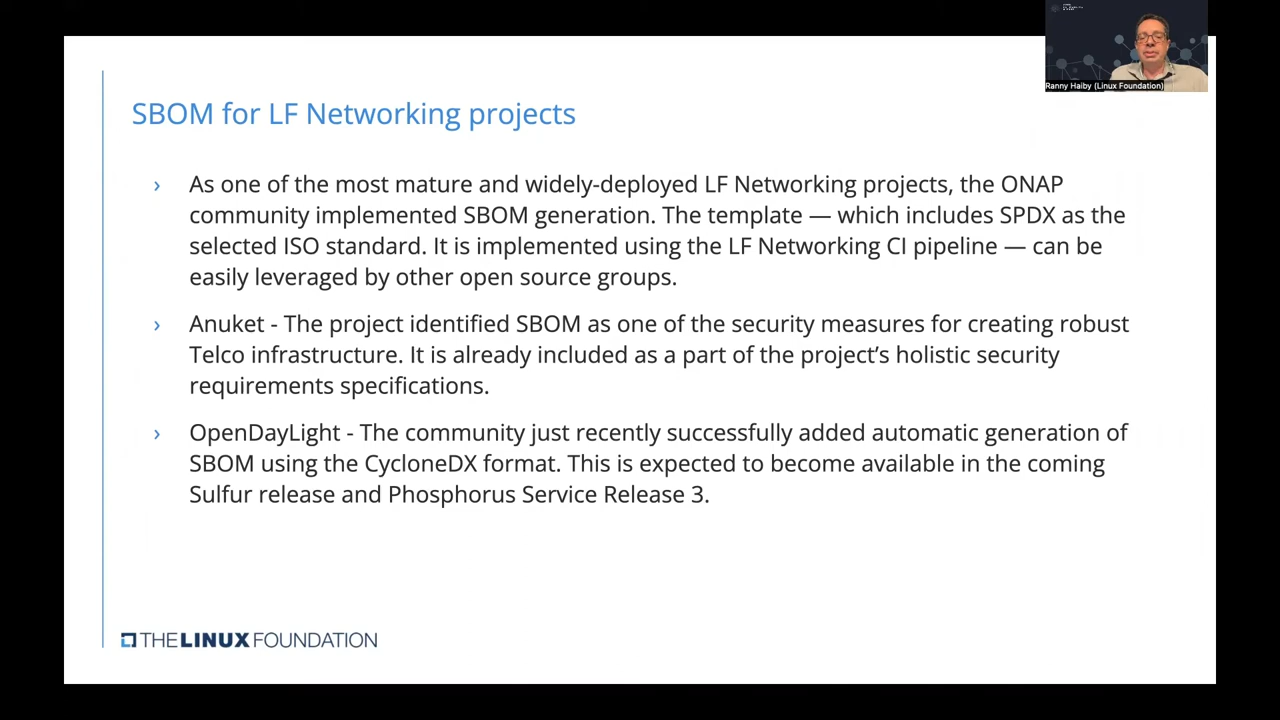 Ranny Haiby (Linux Foundation)
SBOM for LF Networking projects
› As one of the most mature and widely-deployed LF Networking projects, the ONAP
community implemented SBOM generation. The template — which includes SPDX as the
selected ISO standard. It is implemented using the LF Networking CI pipeline — can be
easily leveraged by other open source groups.
› Anuket - The project identified SBOM as one of the security measures for creating robust
Telco infrastructure. It is already included as a part of the project’s holistic security
requirements specifications.
› OpenDayLight - The community just recently successfully added automatic generation of
SBOM using the CycloneDX format. This is expected to become available in the coming
Sulfur release and Phosphorus Service Release 3.
THE LINUX FOUNDATION